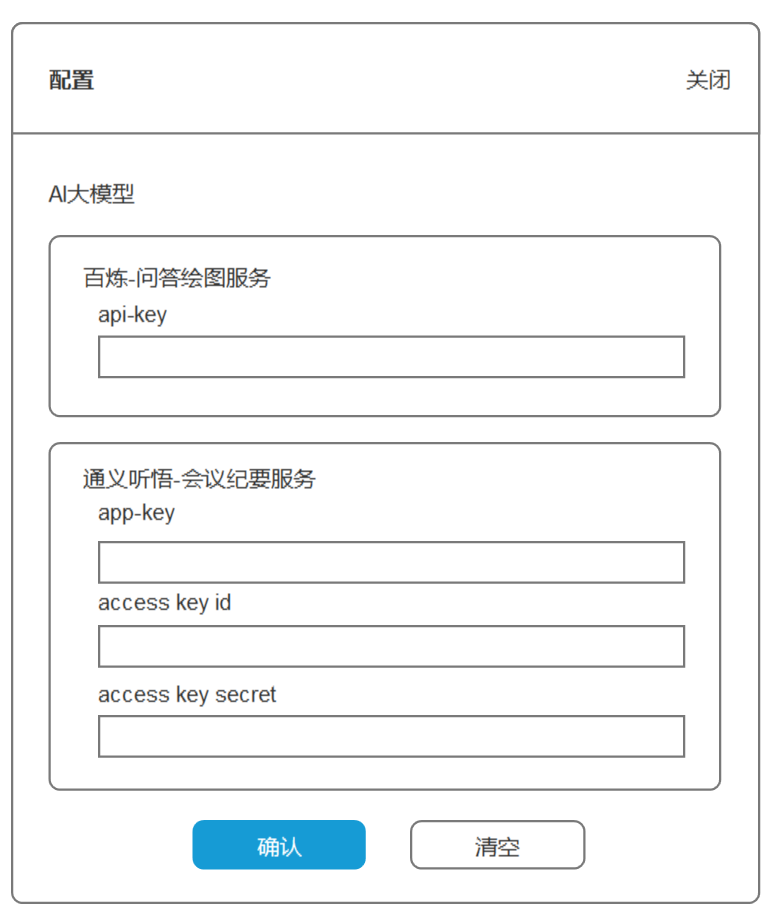 配置
关闭
AI大模型
百炼-问答绘图服务
api-key
通义听悟-会议纪要服务
app-key
access key id
access key secret
确认
清空